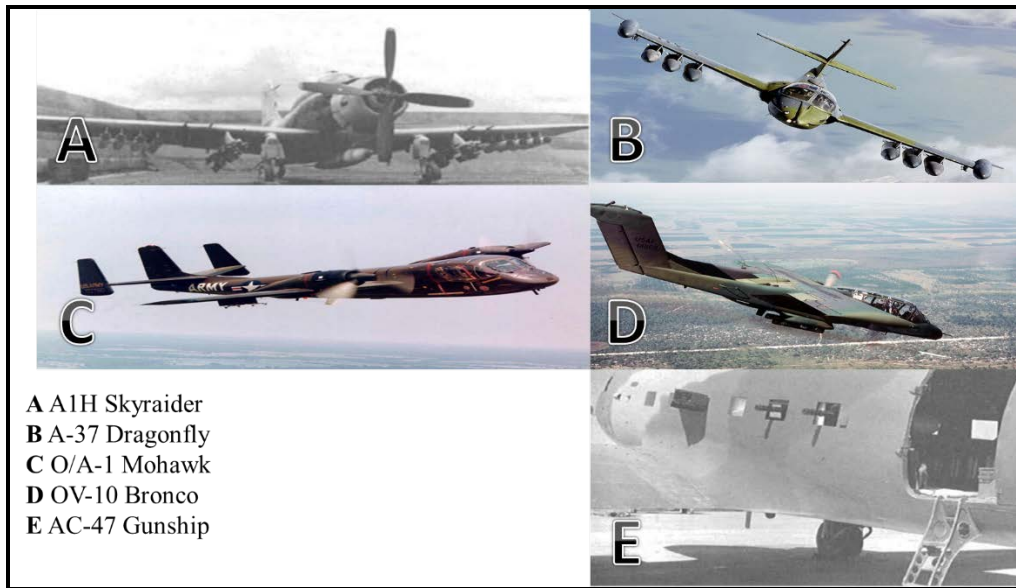 A
B
C
ARMY
D
E
A A1H Skyraider
B A-37 Dragonfly
C O/A-1 Mohawk
D OV-10 Bronco
E AC-47 Gunship